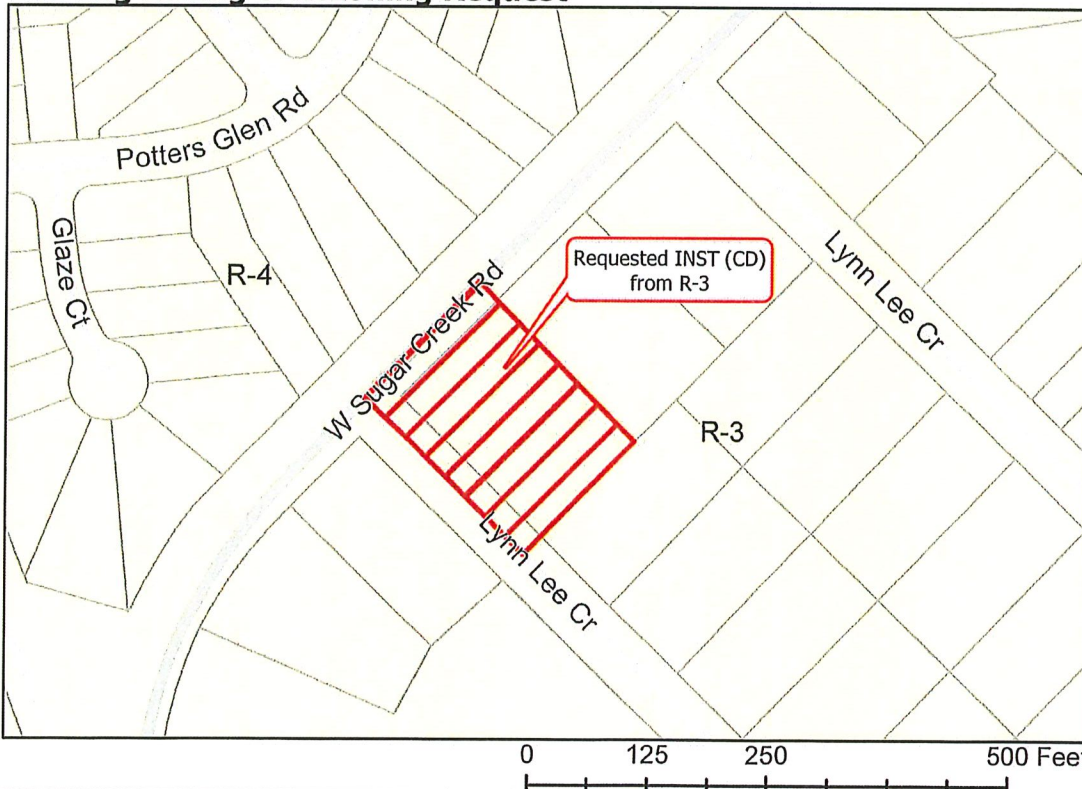 Request
Potters Glen Rd
Glaze Ct
R-4
Requested INST (CD)
from R-3
Lynn Lee Cr
W Sugar Creek Rd
R-3
Lynn Lee Cr
0 125 250 500 Feet